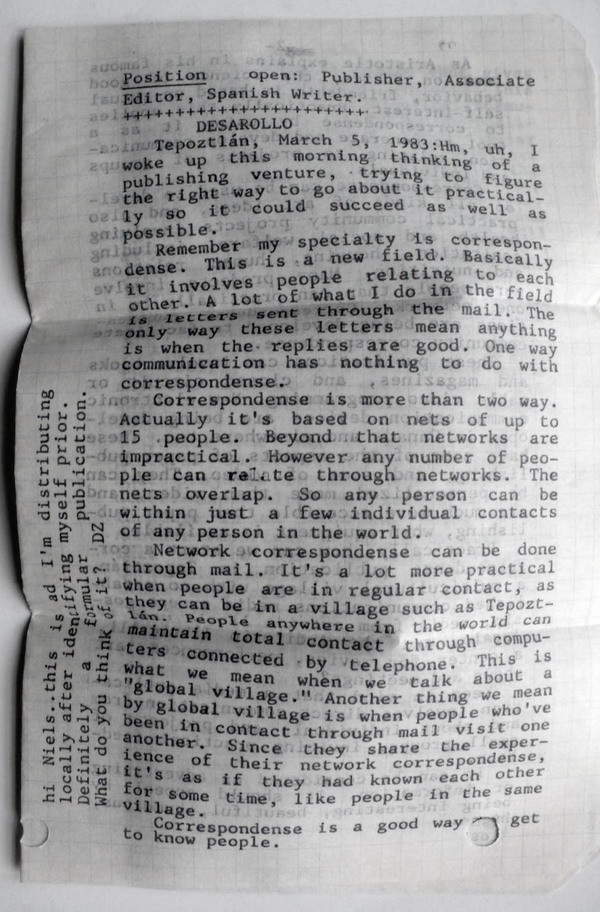 Position open: Publisher, Associate
Editor, Spanish Writer.
+++++++++++++++++++++++
DESAROLLO
Tepoztlán, March 5, 1983:Hm, uh, I
woke up this morning thinking of a
publishing venture, trying to figure
the right way to go about it practical-
ly so it could succeed as well as
possible.
Remember my specialty is correspon-
dense. This is a new field. Basically
it involves people relating to each
other. A lot of what I do in the field
is letters sent through the mail. The
only way these letters mean anything
is when the replies are good. One way
communication has nothing to do with
correspondense.
Correspondense is more than two way.
Actually it's based on nets of up to
15 people. Beyond that networks are
impractical. However any number of peo-
ple can relate through networks. The
nets overlap. So any person can be
within just a few individual contacts
of any person in the world.
Network correspondense can be done
through mail. It's a lot more practical
when people are in regular contact, as
they can be in a village such as Tepozt-
lán. People anywhere in the world can
maintain total contact through compu-
ters connected by telephone. This is
what we mean when we talk about a
"global village." Another thing we mean
by global village is when people who've
been in contact through mail visit one
another. Since they share the exper-
ience of their network correspondense,
it's as if they had known each other
for some time, like people in the same
village.
Correspondense is a good way get
to know people.
hi Niels..this is ad I'm distributing
locally after identifying myself prior.
Definitely a formular publication.
What do you think of it? DZ